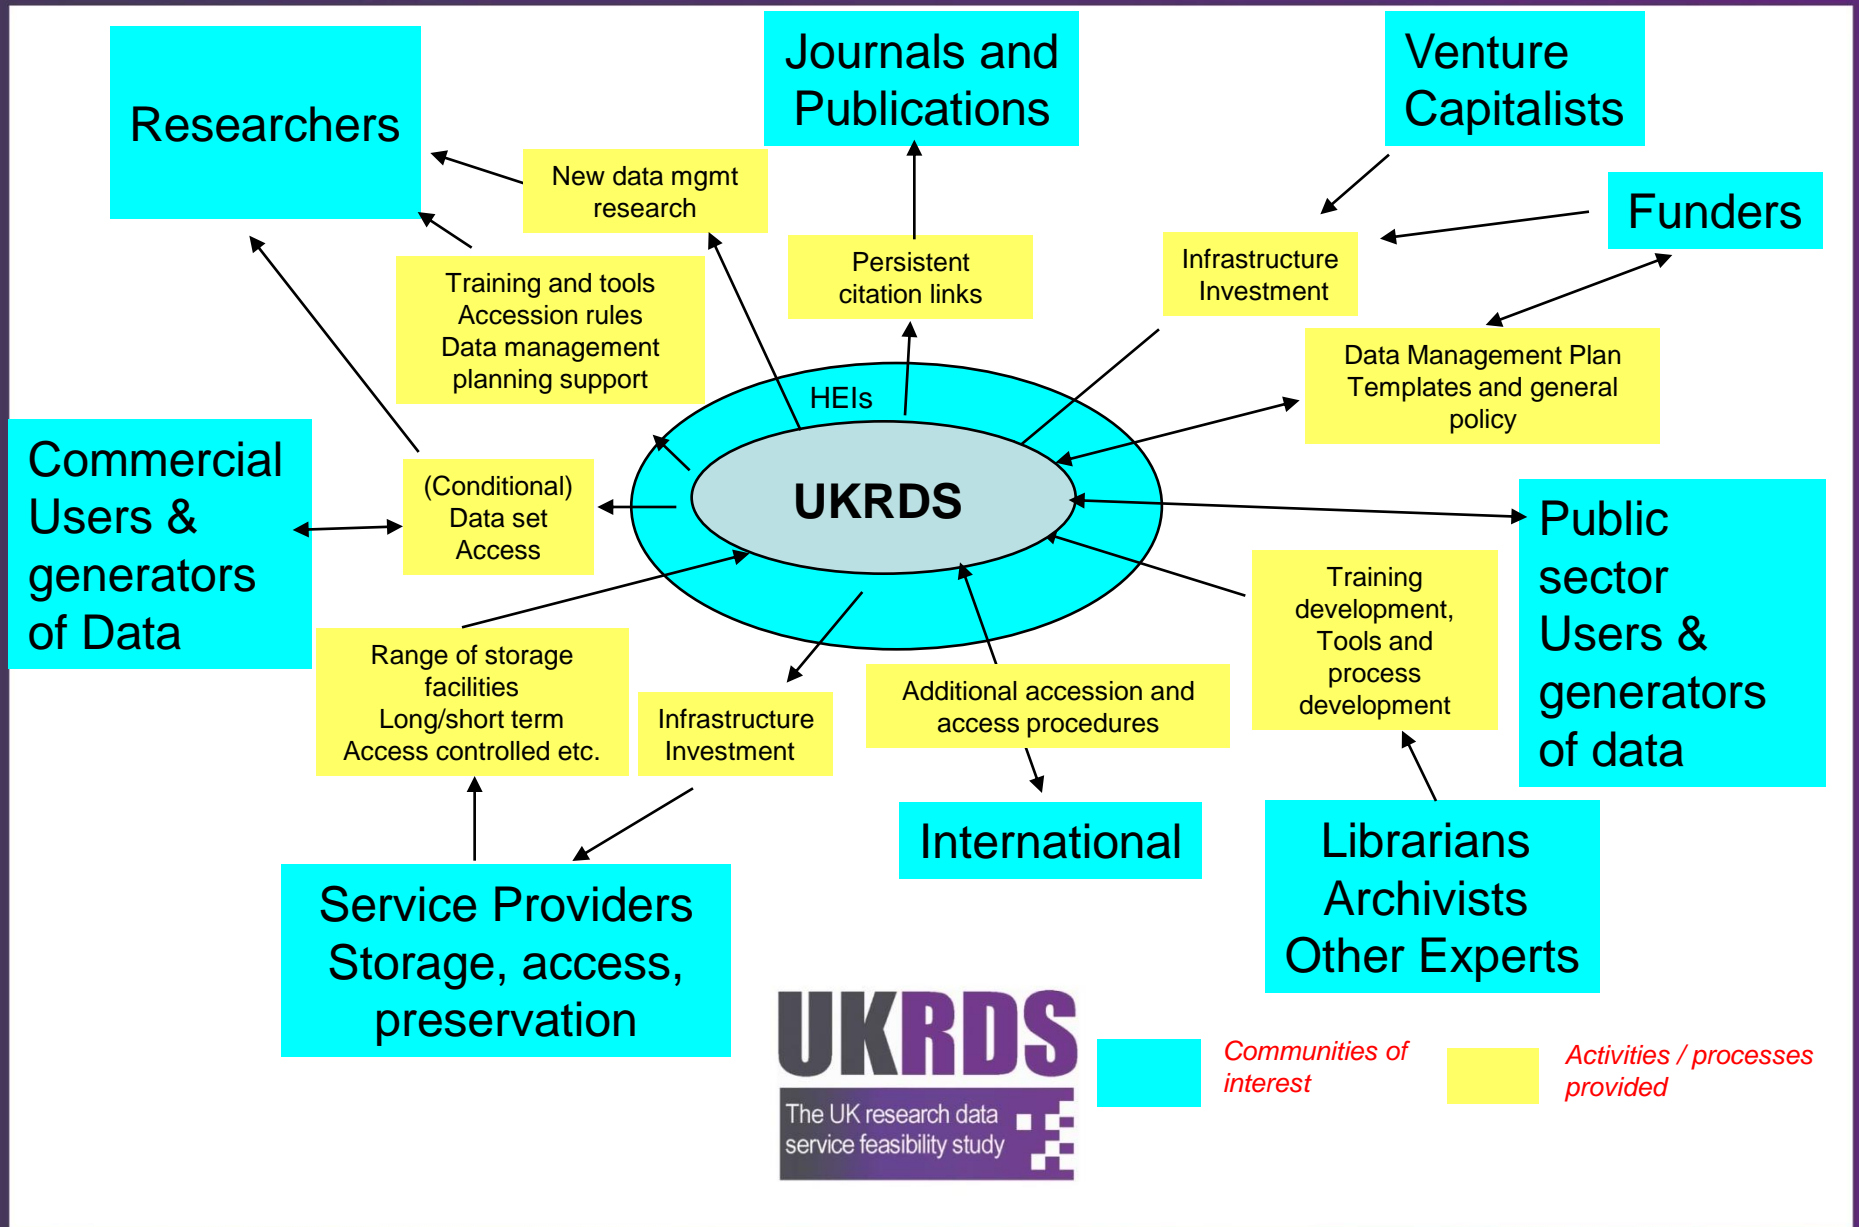 Researchers
Journals and
Publications
Venture
Capitalists
Funders
New data mgmt
research
Training and tools
Accession rules
Data management
planning support
Persistent
citation links
Infrastructure
Investment
Data Management Plan
Templates and general
policy
HEIs
UKRDS
Commercial
Users &
generators
of Data
(Conditional)
Data set
Access
Public
sector
Users &
generators
of data
Training
development,
Tools and
process
development
Range of storage
facilities
Long/short term
Access controlled etc.
Infrastructure
Investment
Additional accession and
access procedures
International
Librarians
Archivists
Other Experts
Service Providers
Storage, access,
preservation
UKRDS
The UK research data
service feasibility study
Communities of
interest
Activities / processes
provided